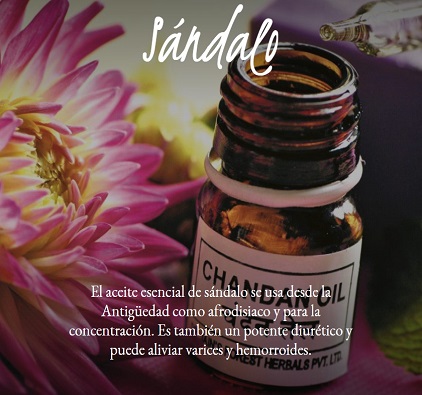 Sándalo
CHANDAN OIL
El aceite esencial de sándalo se usa desde la
Antigüedad como afrodisiaco y para la
concentración. Es también un potente diurético y
puede aliviar varices y hemorroides.
REST HERBALS PVT. LTD.